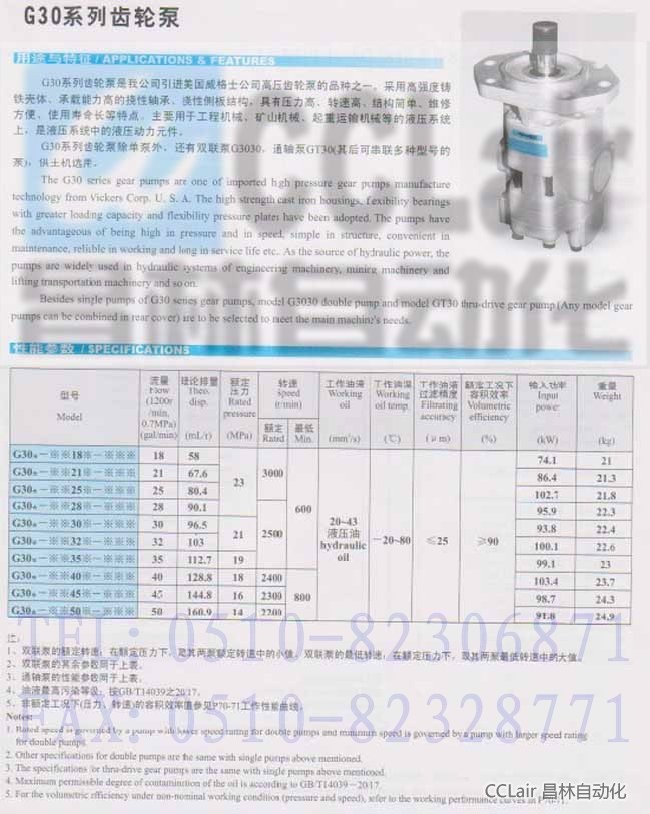 G30系列齿轮泵
用途与特征 / APPLICATIONS & FEATURES
G30系列齿轮泵是我公司引进美国威格士公司高压齿轮泵的品种之一，采用高强度铸
铁壳体、承载能力高的挠性轴承、挠性侧板结构，具有压力高、转速高、结构简单、维修
方便、使用寿命长等特点。主要用于工程机械、矿山机械、起重运输机械等的液压系统
上，是液压系统中的液压动力元件。
G30系列齿轮泵除单泵外，还有双联泵G3030，通轴泵GT30(其后可串联多种型号的
泵)，供主机选用。
The G30 series gear pumps are one of imported high pressure gear pumps manufacture
technology from Vickers Corp. U. S. A. The high strength cast iron housings, flexibility bearings
with greater loading capacity and flexibility pressure plates have been adopted. The pumps have
the advantageous of being high in pressure and in speed, simple in structure, convenient in
maintenance, relible in working and long in service life etc.. As the source of hydraulic power, the
pumps are widely used in hydraulic systems of engineering machinery, mining machinery and
lifting transportation machinery and so on.
Besides single pumps of G30 series gear pumps, model G3030 double pump and model GT30 thru-drive gear pump (Any model gear
pumps can be combined in rear cover) are to be selected to meet the main machine's needs.
性能参数 / SPECIFICATIONS
型号 Model 流量 Flow (1200r/min, 0.7MPa) (gal/min) 理论排量 Theo. disp. (mL/r) 额定压力 Rated pressure (MPa) 转速 speed (r/min) 额定 Rated 最低 Min. 工作油液 Working oil (mm²/s) 工作油温 Working oil temp. (℃) 工作油液过滤精度 Filtrating accuracy (μm) 额定工况下容积效率 Volumetric efficiency (%) 输入功率 Input power (kW) 重量 Weight (kg)
G30※-※※18※-※※※ 18 58 23 3000 600 20~43 液压油 hydraulic oil -20~80 ≤25 ≥90 74.1 21
G30※-※※21※-※※※ 21 67.6 86.4 21.3
G30※-※※25※-※※※ 25 80.4 102.7 21.8
G30※-※※28※-※※※ 28 90.1 2500 95.9 22.3
G30※-※※30※-※※※ 30 96.5 21 93.8 22.4
G30※-※※32※-※※※ 32 103 100.1 22.6
G30※-※※35※-※※※ 35 112.7 19 99.1 23
G30※-※※40※-※※※ 40 128.8 18 2400 800 103.4 23.7
G30※-※※45※-※※※ 45 144.8 16 2300 98.7 24.3
G30※-※※50※-※※※ 50 160.9 14 2200 91.8 24.9
TEL: 0510-82306871
FAX: 0510-82328771
注:
1、双联泵的额定转速：在额定压力下，是其两泵额定转速中的小值，双联泵的最低转速：在额定压力下，取其两泵最低转速中的大值。
2、双联泵的其余参数同于上表。
3、通轴泵的性能参数同于上表。
4、油液最高污染等级，按GB/T14039之20/17。
5、非额定工况下(压力、转速)的容积效率值参见P70-71工作性能曲线。
Notes:
1. Rated speed is governed by a pump with lower speed rating for double pumps and minimum speed is governed by a pump with larger speed rating
for double pumps.
2. Other specifications for double pumps are the same with single pumps above mentioned.
3. The specifications for thru-drive gear pumps are the same with single pumps above mentioned.
4. Maximum permissible degree of contamination of the oil is according to GB/T14039-20/17.
5. For the volumetric efficiency under non-nominal working condition (pressure and speed), refer to the working performance curves in P70-71.
CCLair
昌林自动化
CCLair 昌林自动化